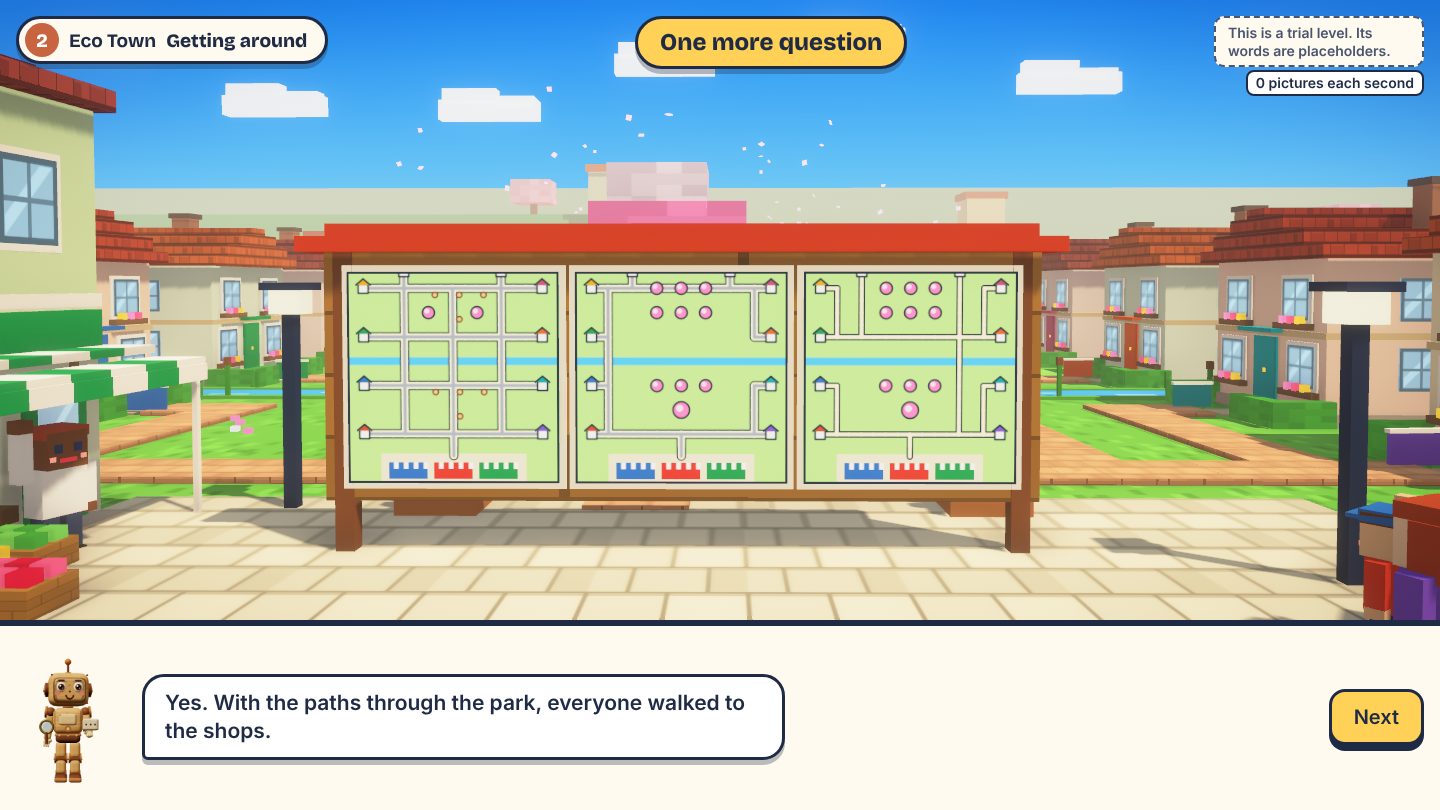 2 Eco Town Getting around
One more question
This is a trial level. Its
words are placeholders.
0 pictures each second
Yes. With the paths through the park, everyone walked to
the shops.
Next